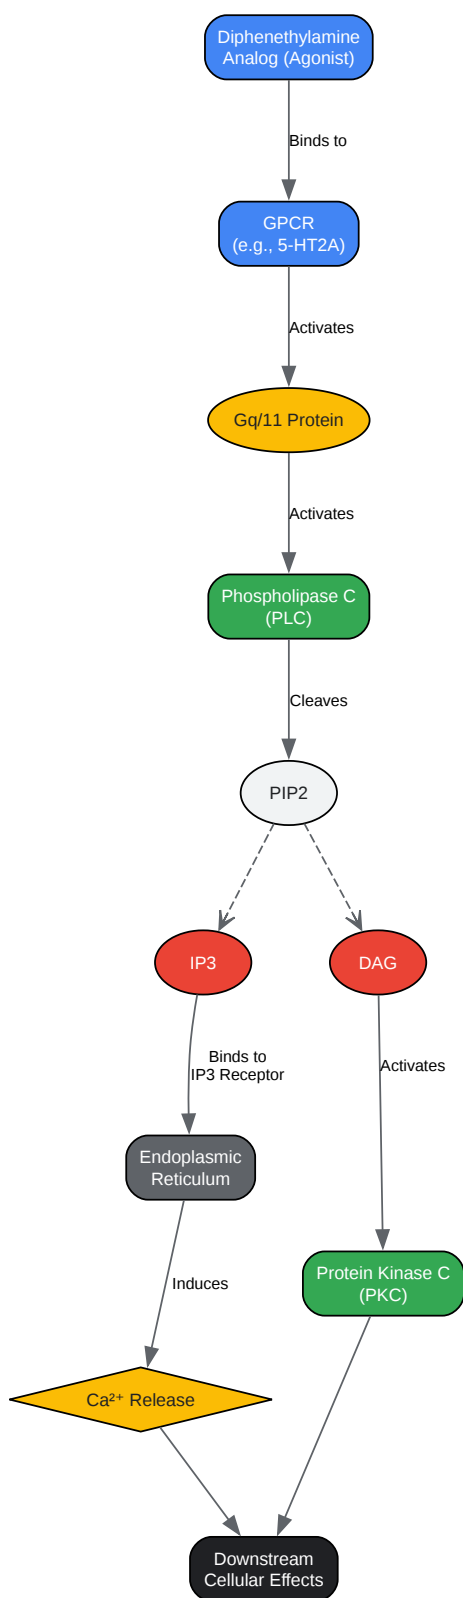 Diphenethylamine
Analog (Agonist)
Binds to
GPCR
(e.g., 5-HT2A)
Activates
Gq/11 Protein
Activates
Phospholipase C
(PLC)
Cleaves
PIP2
IP3
DAG
Binds to
IP3 Receptor
Activates
Endoplasmic
Reticulum
Induces
Protein Kinase C
(PKC)
Ca²⁺ Release
Downstream
Cellular Effects